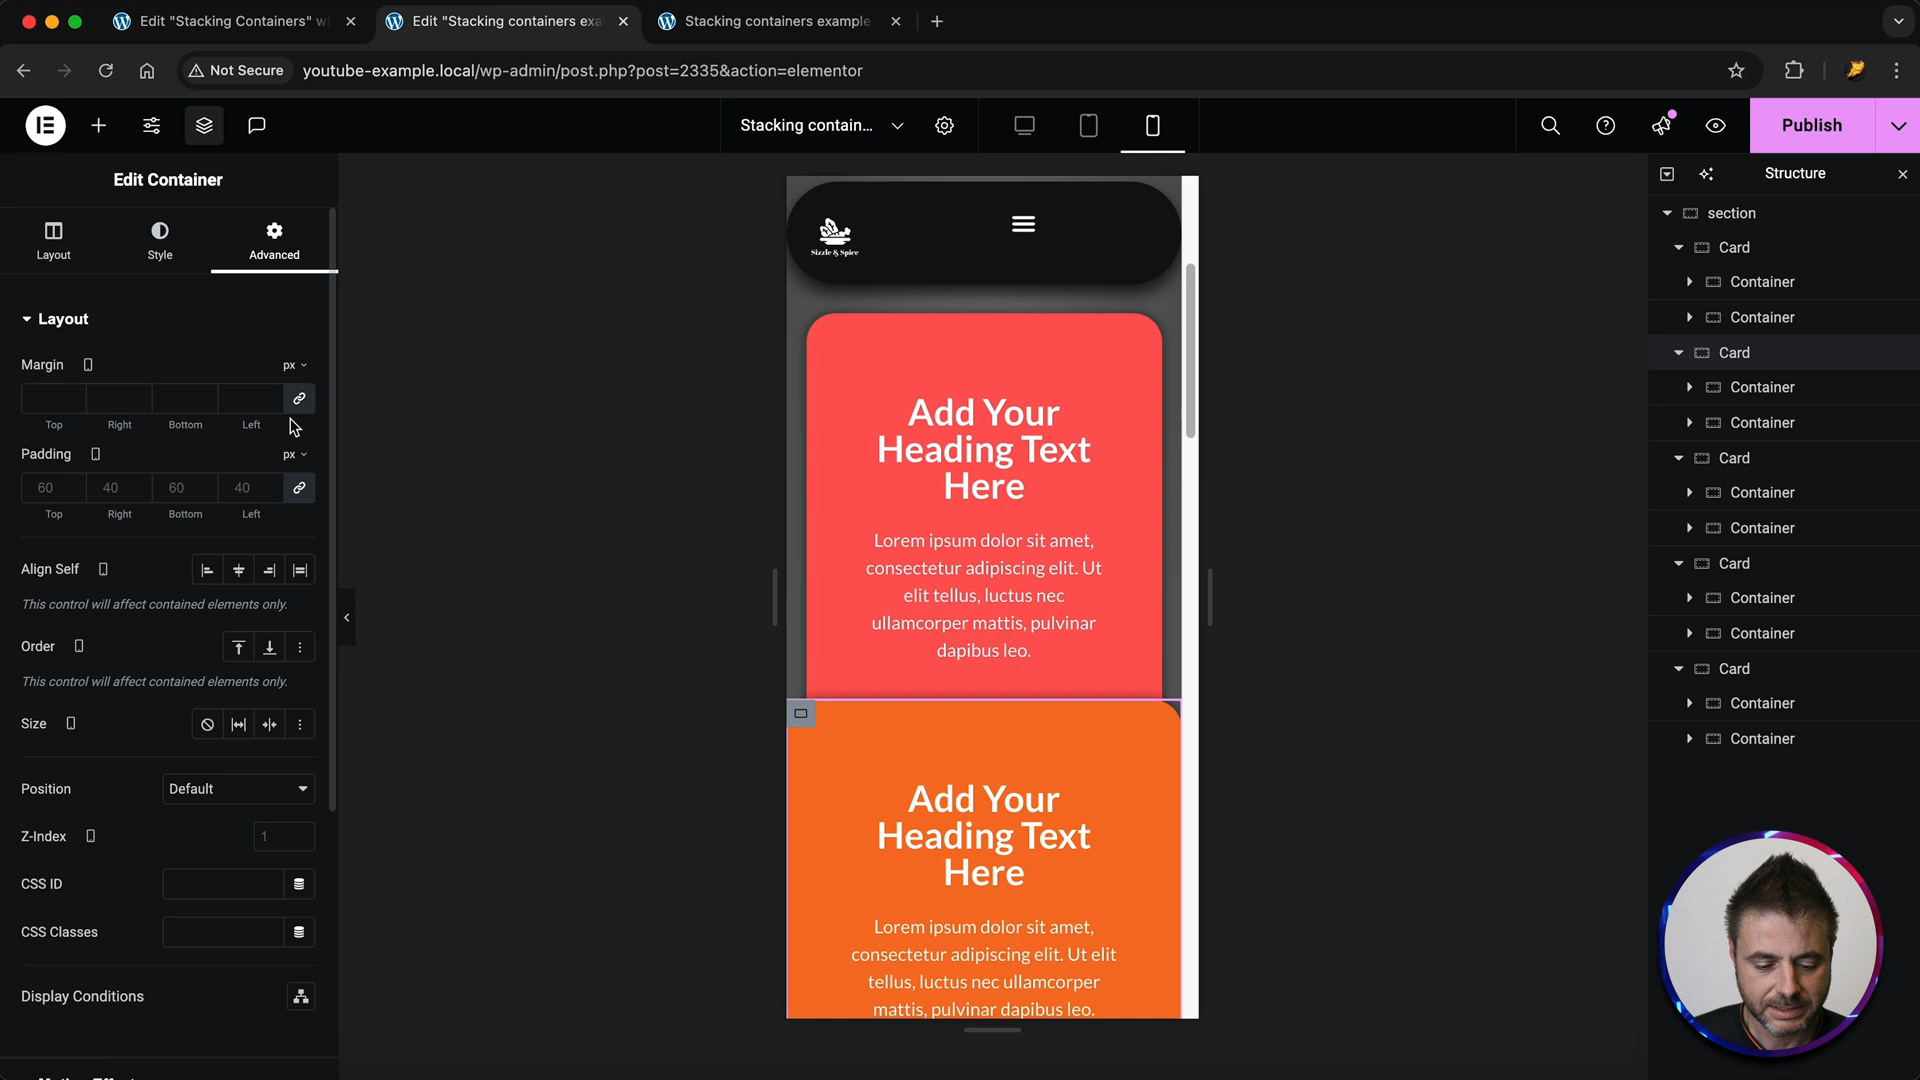 Edit "Stacking Containers" w
Edit "Stacking containers exa
Stacking containers example
Not Secure
youtube-example.local/wp-admin/post.php?post=2335&action=elementor
Stacking contain...
Publish
Edit Container
Layout
Style
Advanced
Layout
Margin
px
Top
Right
Bottom
Left
Padding
px
60
40
60
40
Top
Right
Bottom
Left
Align Self
This control will affect contained elements only.
Order
This control will affect contained elements only.
Size
Position
Default
Z-Index
1
CSS ID
CSS Classes
Display Conditions
Sizzle & Spice
Add Your
Heading Text
Here
Lorem ipsum dolor sit amet,
consectetur adipiscing elit. Ut
elit tellus, luctus nec
ullamcorper mattis, pulvinar
dapibus leo.
Add Your
Heading Text
Here
Lorem ipsum dolor sit amet,
consectetur adipiscing elit. Ut elit
tellus, luctus nec ullamcorper
mattis, pulvinar dapibus leo.
Structure
section
Card
Container
Container
Card
Container
Container
Card
Container
Container
Card
Container
Container
Card
Container
Container